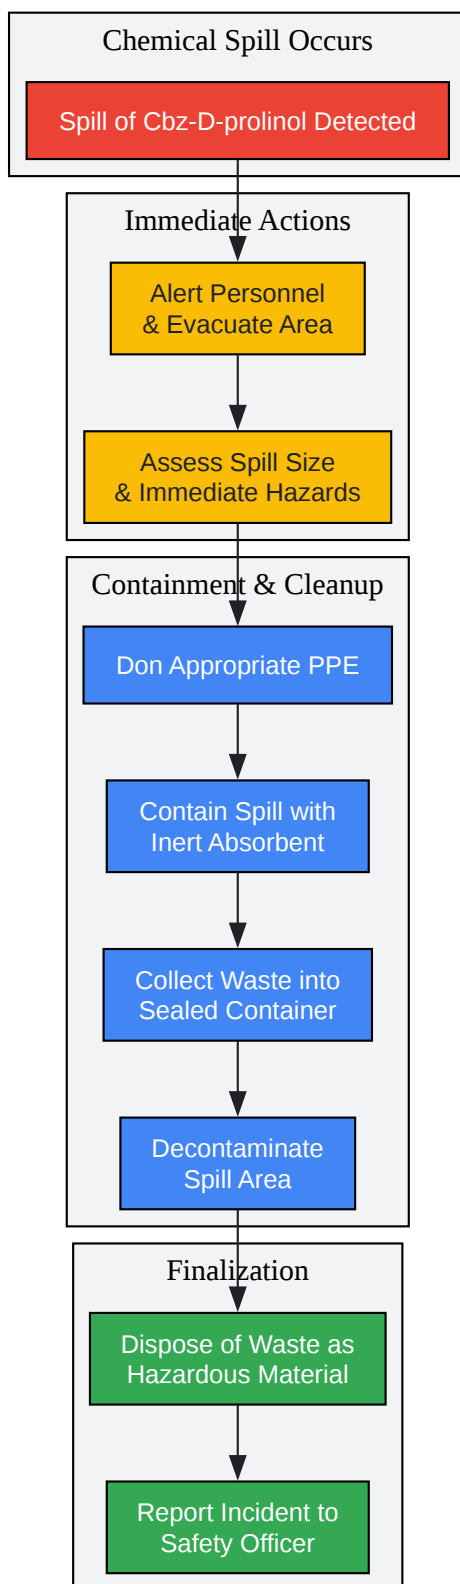 Chemical Spill Occurs
Spill of Cbz-D-prolinol Detected
Immediate Actions
Alert Personnel
& Evacuate Area
Assess Spill Size
& Immediate Hazards
Containment & Cleanup
Don Appropriate PPE
Contain Spill with
Inert Absorbent
Collect Waste into
Sealed Container
Decontaminate
Spill Area
Finalization
Dispose of Waste as
Hazardous Material
Report Incident to
Safety Officer